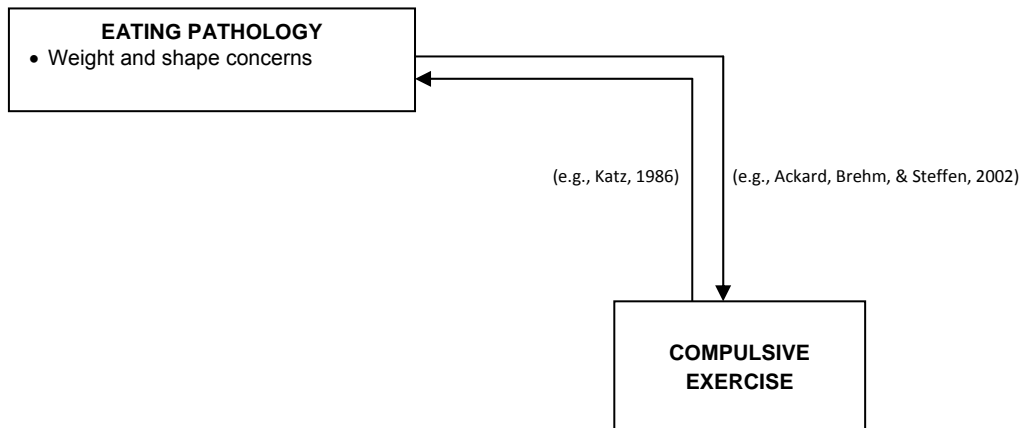 EATING PATHOLOGY
• Weight and shape concerns
(e.g., Katz, 1986)
(e.g., Ackard, Brehm, & Steffen, 2002)
COMPULSIVE
EXERCISE